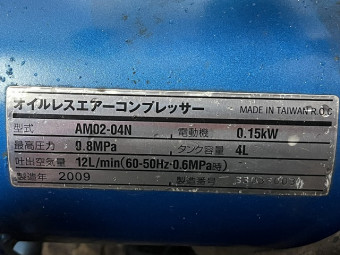 オイルレスエアーコンプレッサー MADE IN TAIWAN R.O.C
型式 AM02-04N 電動機 0.15kW
最高圧力 0.8MPa タンク容量 4L
吐出空気量 12L/min(60-50Hz·0.6MPa時)
製造年 2009 製造番号